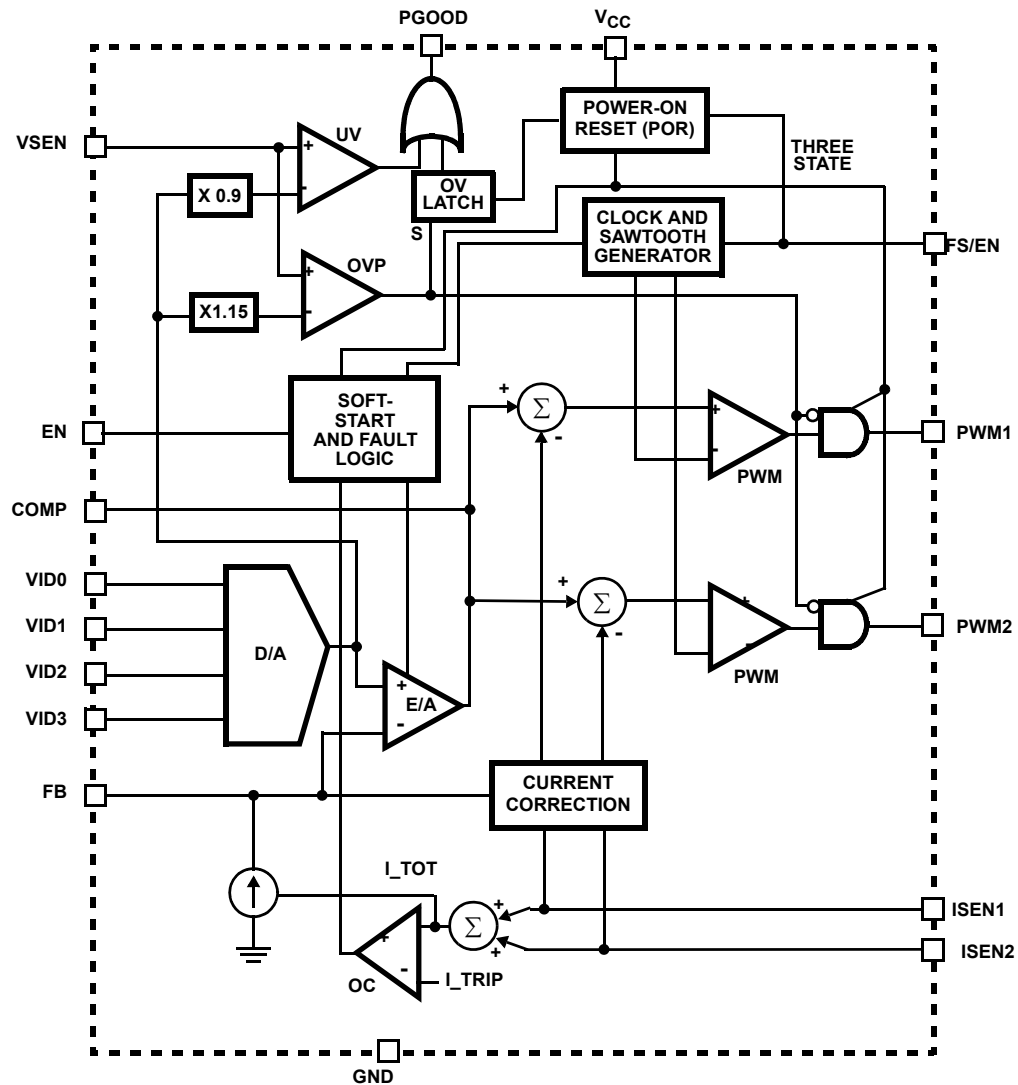 PGOOD
VCC
VSEN
+
UV
-
X 0.9
POWER-ON
RESET (POR)
THREE
STATE
OV
LATCH
S
CLOCK AND
SAWTOOTH
GENERATOR
FS/EN
OVP
+
-
X1.15
SOFT-
START
AND FAULT
LOGIC
EN
+
Σ
-
+
-
PWM
PWM1
COMP
VID0
VID1
VID2
VID3
D/A
+
E/A
-
+
Σ
-
+
-
PWM
PWM2
FB
CURRENT
CORRECTION
I_TOT
+
Σ
+
+
-
OC
I_TRIP
ISEN1
ISEN2
GND